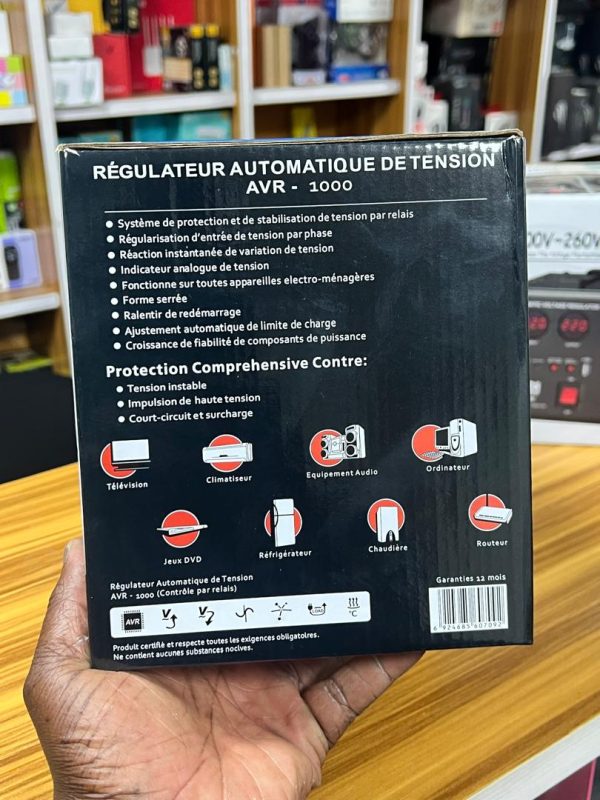 RÉGULATEUR AUTOMATIQUE DE TENSION
AVR - 1000
● Système de protection et de stabilisation de tension par relais
● Régularisation d'entrée de tension par phase
● Réaction instantanée de variation de tension
● Indicateur analogue de tension
● Fonctionne sur toutes appareilles electro-ménagères
● Forme serrée
● Ralentir de redémarrage
● Ajustement automatique de limite de charge
● Croissance de fiabilité de composants de puissance
Protection Comprehensive Contre:
● Tension instable
● Impulsion de haute tension
● Court-circuit et surcharge
Télévision
Climatiseur
Equipement Audio
Ordinateur
Jeux DVD
Réfrigérateur
Chaudière
Routeur
Régulateur Automatique de Tension
AVR - 1000 (Contrôle par relais)
Garanties 12 mois
AVR
V
V
LOAD
°C
6 924685 607092
Produit certifié et respecte toutes les exigences obligatoires.
Ne contient aucunes substances nocives.
00V~260V
220